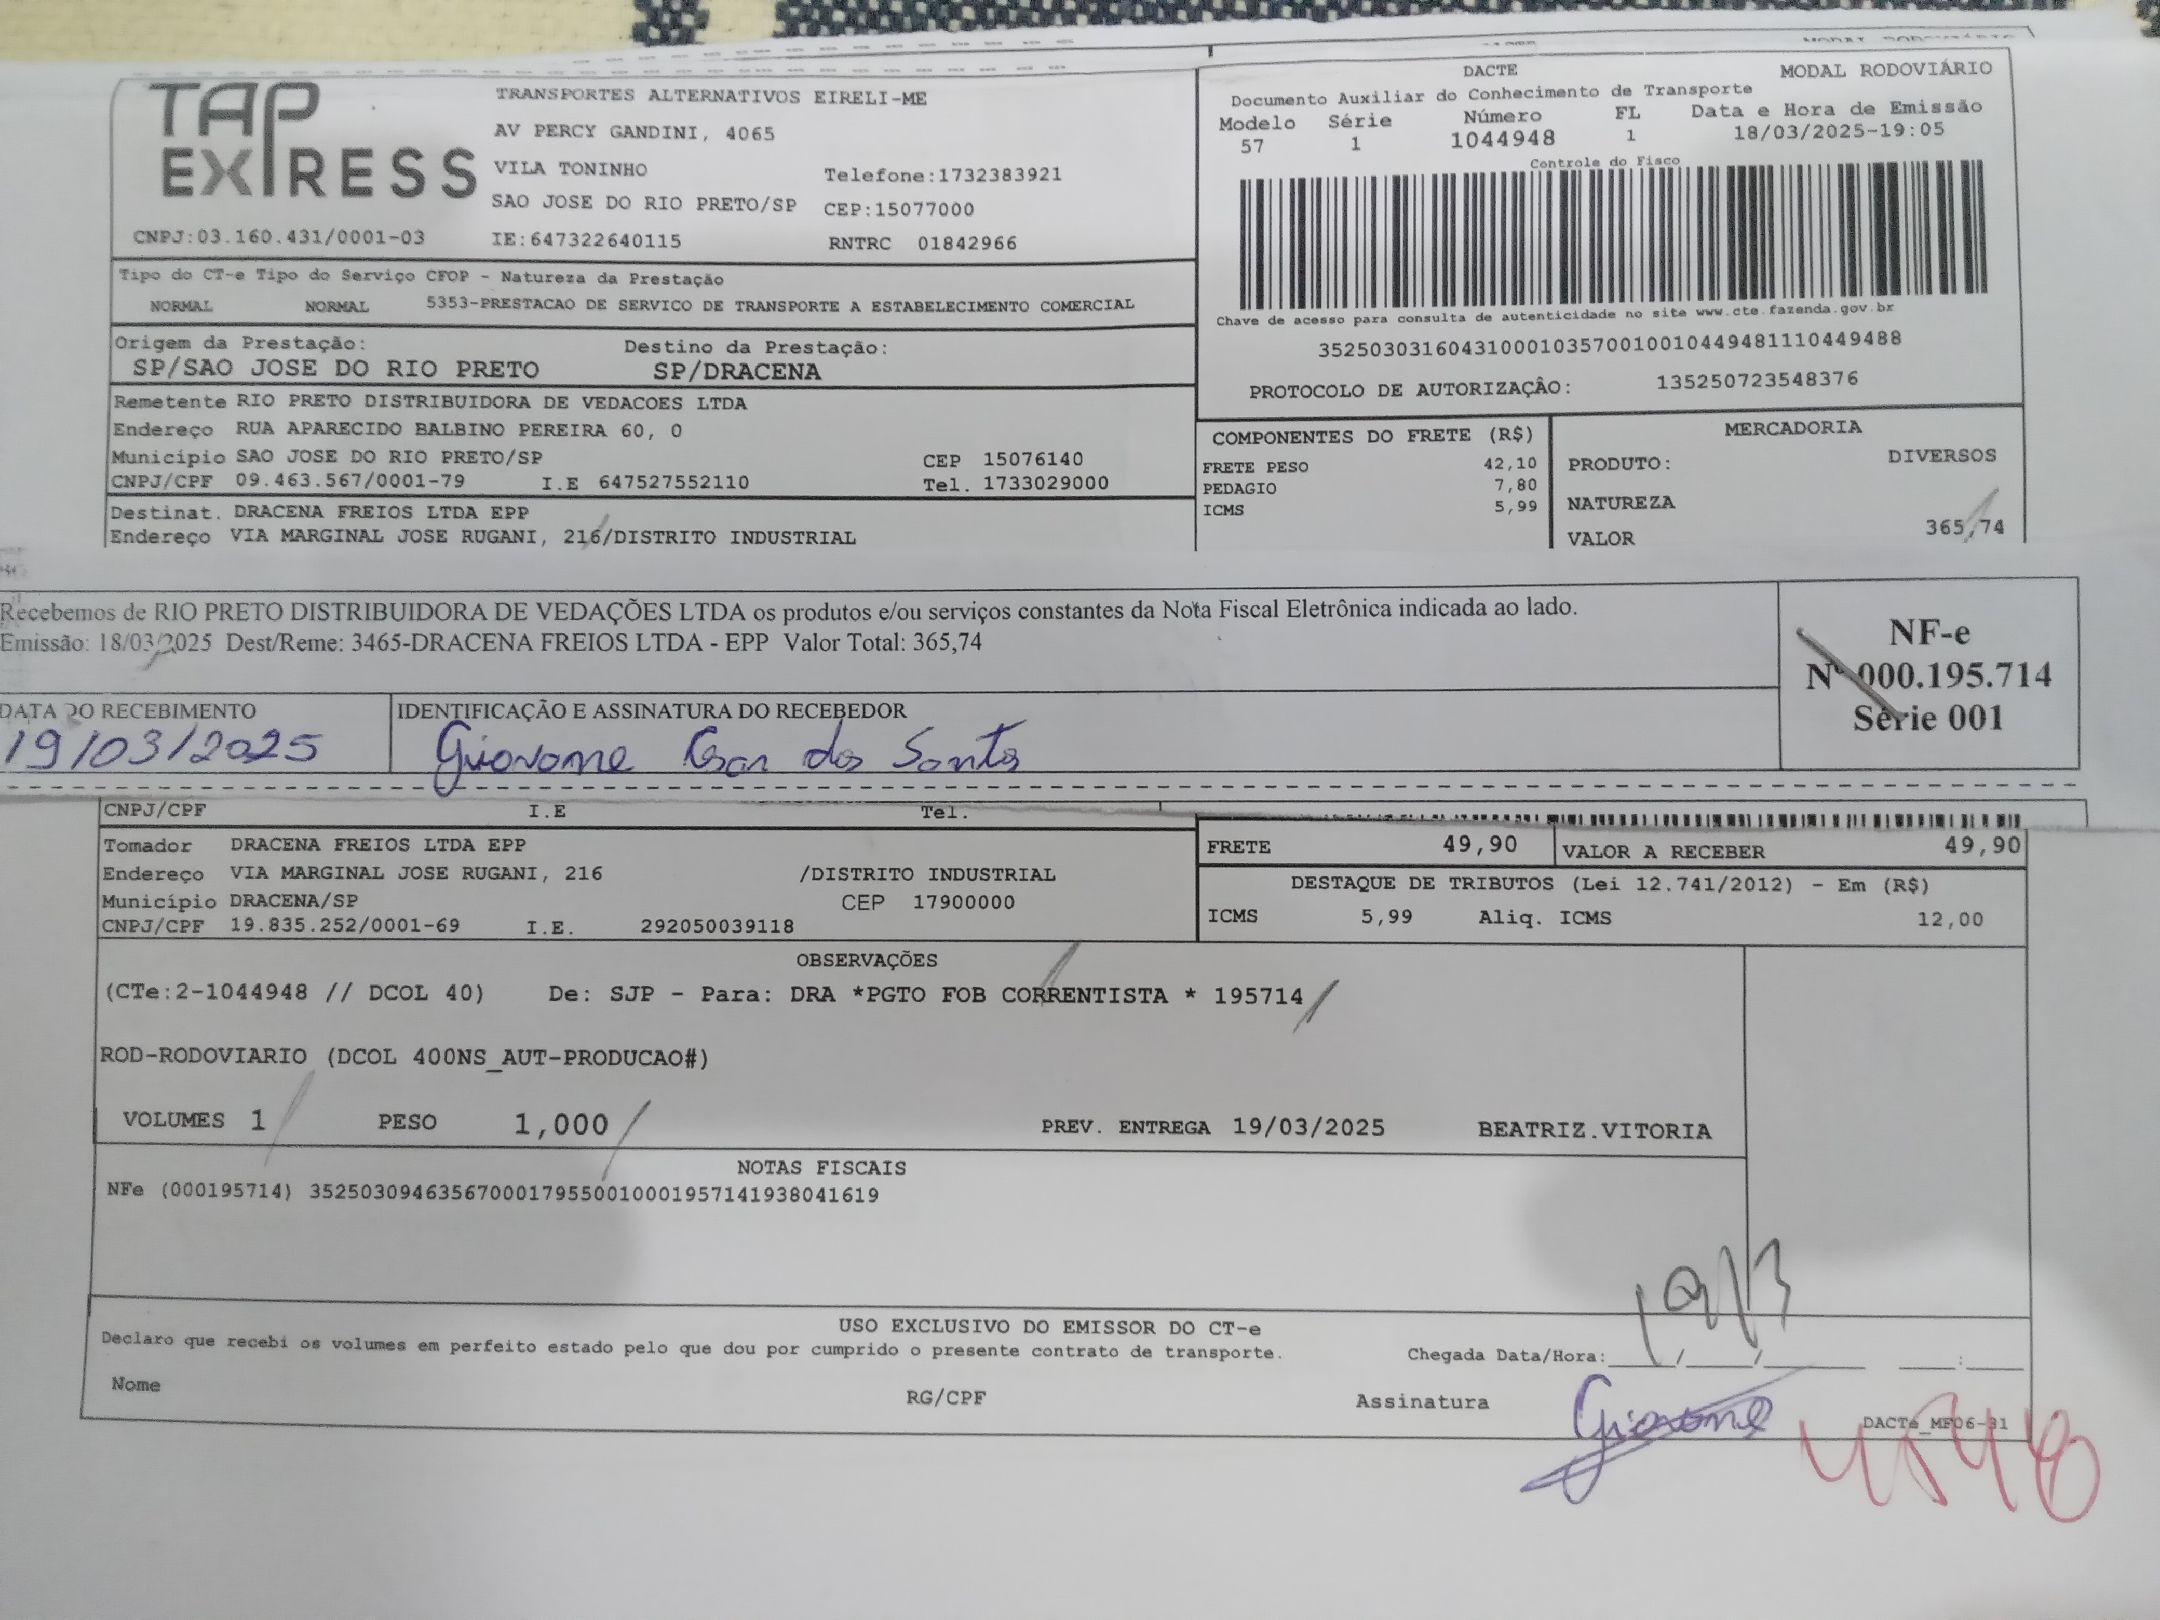 TAP
EXPRESS
TRANSPORTES ALTERNATIVOS EIRELI-ME
AV PERCY GANDINI, 4065
VILA TONINHO Telefone:1732383921
SAO JOSE DO RIO PRETO/SP CEP:15077000
CNPJ:03.160.431/0001-03 IE:647322640115 RNTRC 01842966
DACTE MODAL RODOVIÁRIO
Documento Auxiliar do Conhecimento de Transporte
Modelo Série Número FL Data e Hora de Emissão
57 1 1044948 1 18/03/2025-19:05
Controle do Fisco
Chave de acesso para consulta de autenticidade no site www.cte.fazenda.gov.br
35250303160431000103570010010449481110449488
PROTOCOLO DE AUTORIZAÇÂO: 135250723548376
Tipo do CT-e Tipo do Serviço CFOP - Natureza da Prestação
NORMAL NORMAL 5353-PRESTACAO DE SERVICO DE TRANSPORTE A ESTABELECIMENTO COMERCIAL
Origem da Prestação: Destino da Prestação:
SP/SAO JOSE DO RIO PRETO SP/DRACENA
Remetente RIO PRETO DISTRIBUIDORA DE VEDACOES LTDA
Endereço RUA APARECIDO BALBINO PEREIRA 60, 0
Município SAO JOSE DO RIO PRETO/SP CEP 15076140
CNPJ/CPF 09.463.567/0001-79 I.E 647527552110 Tel. 1733029000
Destinat. DRACENA FREIOS LTDA EPP
Endereço VIA MARGINAL JOSE RUGANI, 216/DISTRITO INDUSTRIAL
COMPONENTES DO FRETE (R$)
FRETE PESO 42,10
PEDAGIO 7,80
ICMS 5,99
MERCADORIA
PRODUTO: DIVERSOS
NATUREZA
VALOR 365,74
Recebemos de RIO PRETO DISTRIBUIDORA DE VEDAÇÕES LTDA os produtos e/ou serviços constantes da Nota Fiscal Eletrônica indicada ao lado.
Emissão: 18/03/2025 Dest/Reme: 3465-DRACENA FREIOS LTDA - EPP Valor Total: 365,74
NF-e
Nº 000.195.714
Série 001
DATA DO RECEBIMENTO IDENTIFICAÇÃO E ASSINATURA DO RECEBEDOR
19/03/2025 Giovome Cesar dos Santos
CNPJ/CPF I.E Tel.
Tomador DRACENA FREIOS LTDA EPP
Endereço VIA MARGINAL JOSE RUGANI, 216 /DISTRITO INDUSTRIAL
Município DRACENA/SP CEP 17900000
CNPJ/CPF 19.835.252/0001-69 I.E. 292050039118
FRETE 49,90 VALOR A RECEBER 49,90
DESTAQUE DE TRIBUTOS (Lei 12.741/2012) - Em (R$)
ICMS 5,99 Aliq. ICMS 12,00
OBSERVAÇÕES
(CTe:2-1044948 // DCOL 40) De: SJP - Para: DRA *PGTO FOB CORRENTISTA * 195714
ROD-RODOVIARIO (DCOL 400NS_AUT-PRODUCAO#)
VOLUMES 1 PESO 1,000 PREV. ENTREGA 19/03/2025 BEATRIZ.VITORIA
NOTAS FISCAIS
NFe (000195714) 35250309463567000179550010001957141938041619
USO EXCLUSIVO DO EMISSOR DO CT-e
Declaro que recebi os volumes em perfeito estado pelo que dou por cumprido o presente contrato de transporte.
19/3
Chegada Data/Hora:____/____/____ ___:___
Nome RG/CPF Assinatura Giovome
DACTe_MF06-31